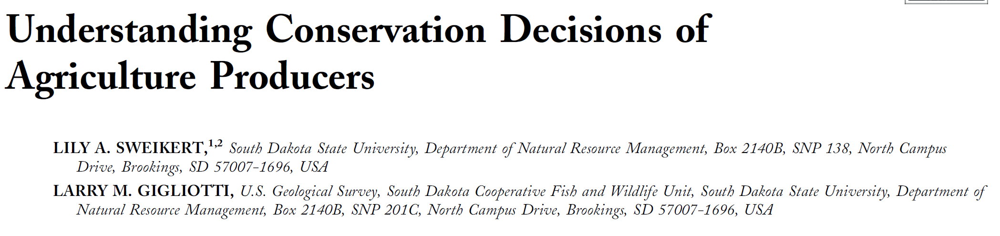 Understanding Conservation Decisions of
Agriculture Producers
LILY A. SWEIKERT,1,2 South Dakota State University, Department of Natural Resource Management, Box 2140B, SNP 138, North Campus
Drive, Brookings, SD 57007-1696, USA
LARRY M. GIGLIOTTI, U.S. Geological Survey, South Dakota Cooperative Fish and Wildlife Unit, South Dakota State University, Department of
Natural Resource Management, Box 2140B, SNP 201C, North Campus Drive, Brookings, SD 57007-1696, USA